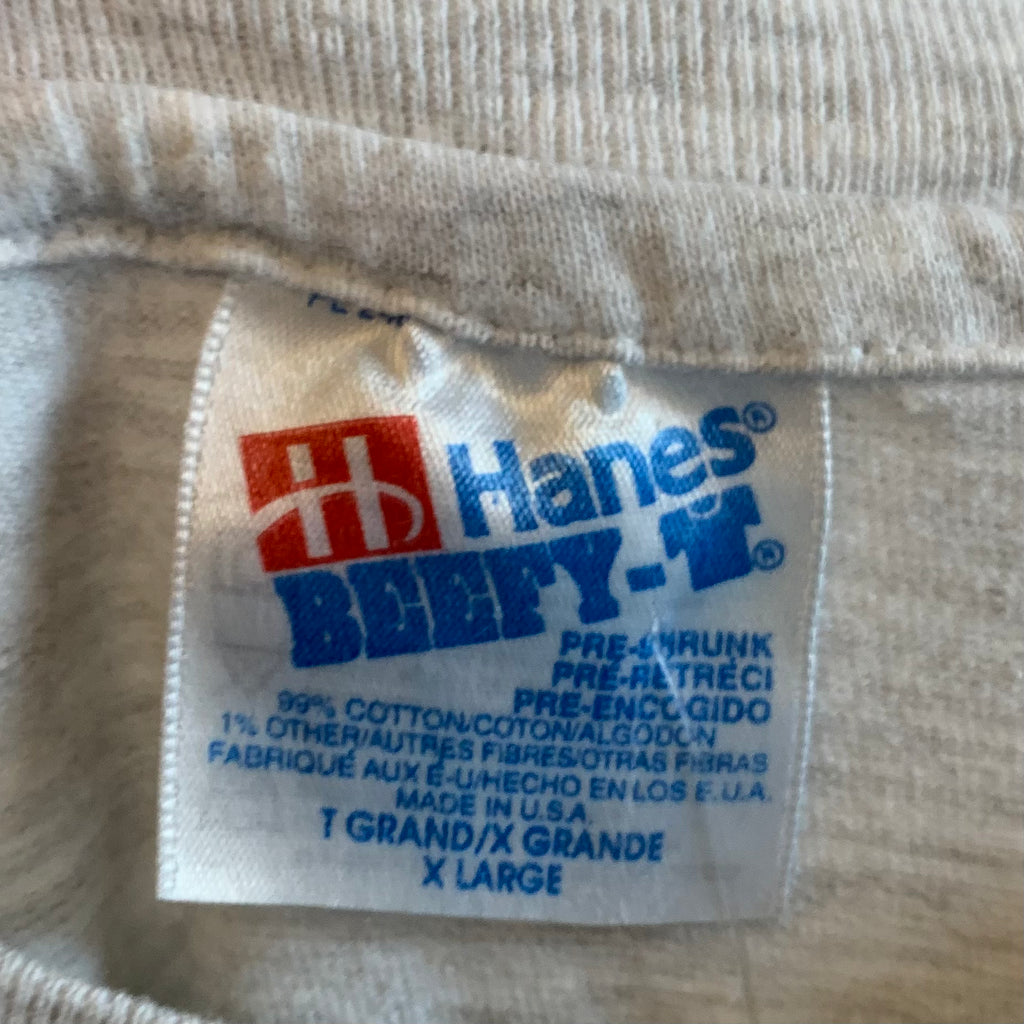 H Hanes®
BEEFY-T®
PRE-SHRUNK
PRÉ-RETRÉCI
PRE-ENCOGIDO
99% COTTON/COTON/ALGODON
1% OTHER/AUTRES FIBRES/OTRAS FIBRAS
FABRIQUÉ AUX É-U/HECHO EN LOS E.U.A.
MADE IN U.S.A.
T GRAND/X GRANDE
X LARGE